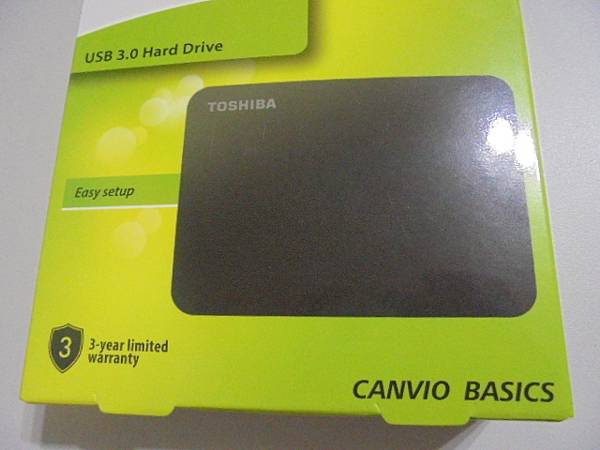 USB 3.0 Hard Drive
TOSHIBA
Easy setup
3
3-year limited
warranty
CANVIO BASICS